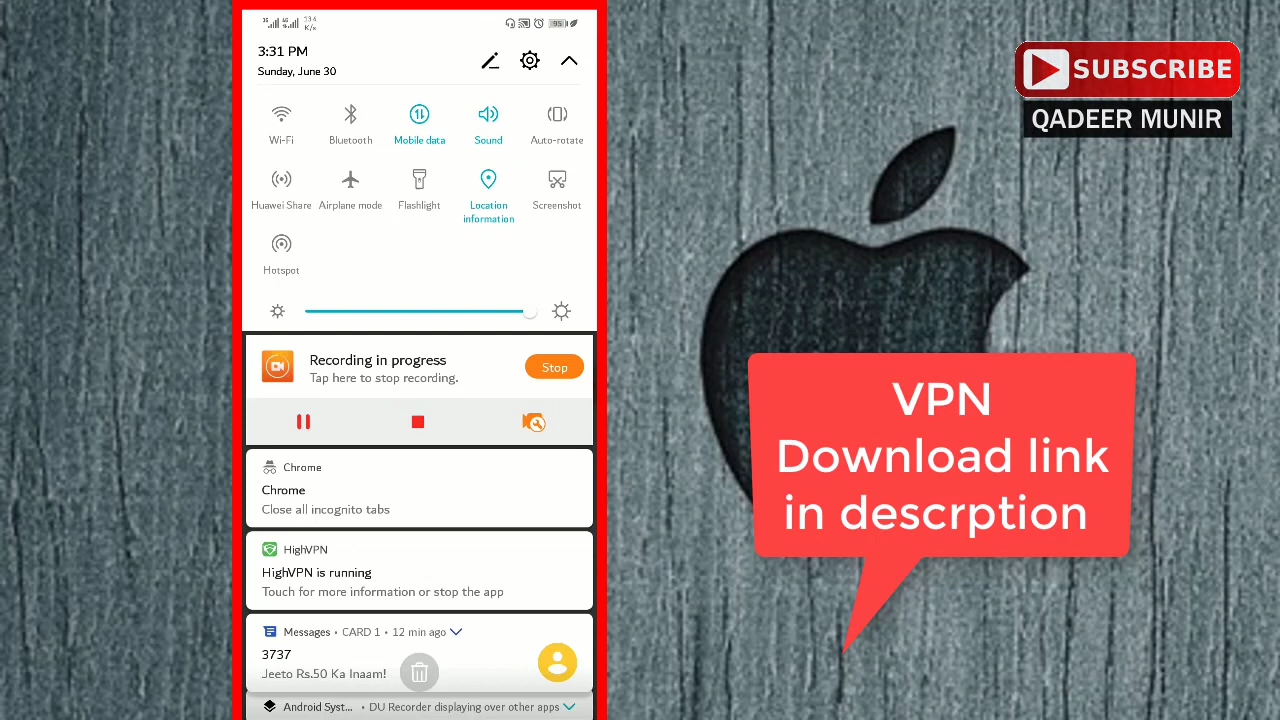 3G 4G 134
K/s
95
3:31 PM
Sunday, June 30
Wi-Fi
Bluetooth
Mobile data
Sound
Auto-rotate
Huawei Share
Airplane mode
Flashlight
Location
information
Screenshot
Hotspot
Recording in progress
Tap here to stop recording.
Stop
Chrome
Chrome
Close all incognito tabs
HighVPN
HighVPN is running
Touch for more information or stop the app
Messages • CARD 1 • 12 min ago
3737
Jeeto Rs.50 Ka Inaam!
Android Syst... • DU Recorder displaying over other apps
SUBSCRIBE
QADEER MUNIR
VPN
Download link
in descrption